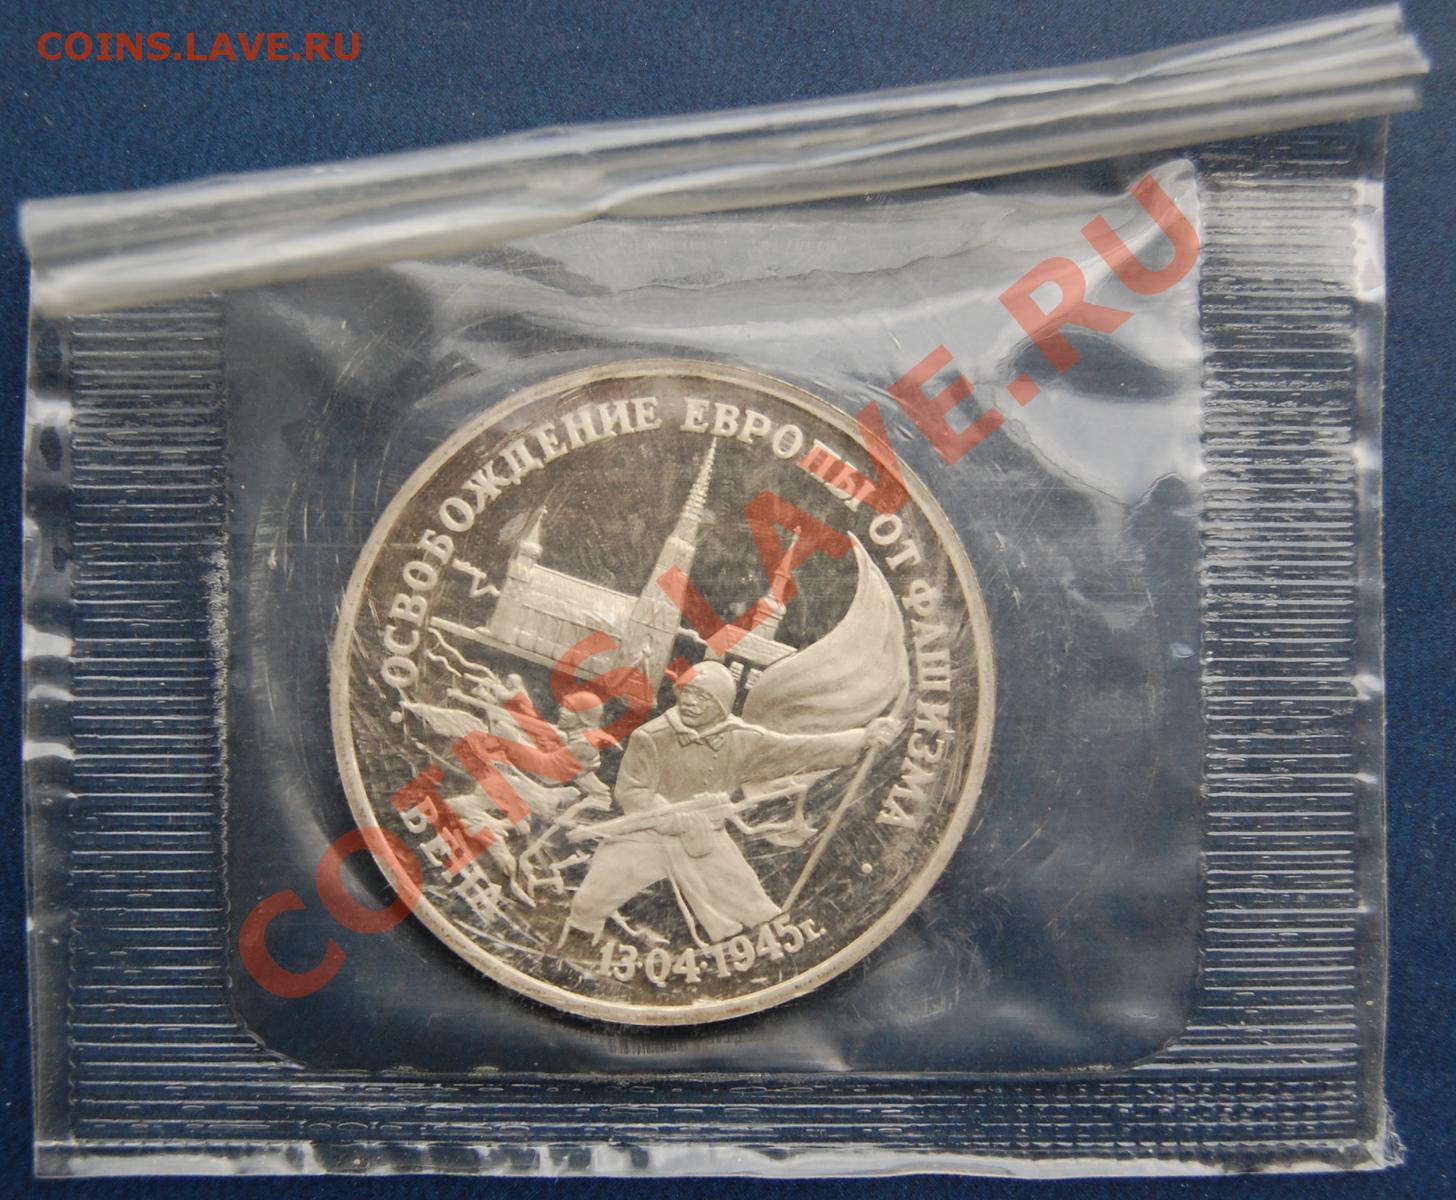 COINS.LAVE.RU
ОСВОБОЖДЕНИЕ ЕВРОПЫ ОТ ФАШИЗМА
ВЕНА
13·04·1945г.
COINS.LAVE.RU